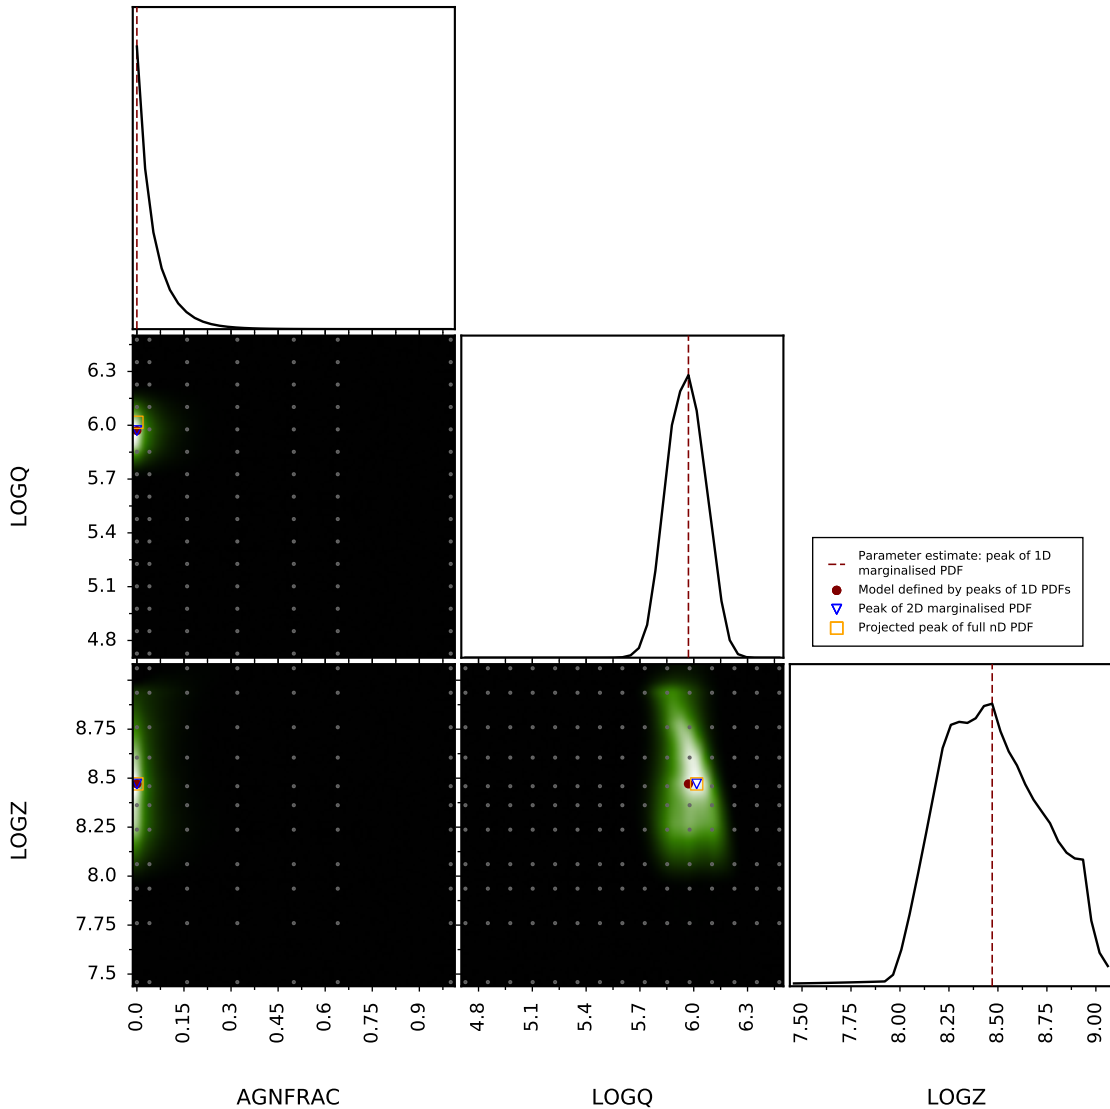 6.3
6.0
5.7
5.4
5.1
4.8
LOGQ
Parameter estimate: peak of 1D
marginalised PDF
Model defined by peaks of 1D PDFs
Peak of 2D marginalised PDF
Projected peak of full nD PDF
8.75
8.5
8.25
8.0
7.75
7.5
LOGZ
0.0 0.15 0.3 0.45 0.6 0.75 0.9
4.8 5.1 5.4 5.7 6.0 6.3
7.50 7.75 8.00 8.25 8.50 8.75 9.00
AGNFRAC LOGQ LOGZ